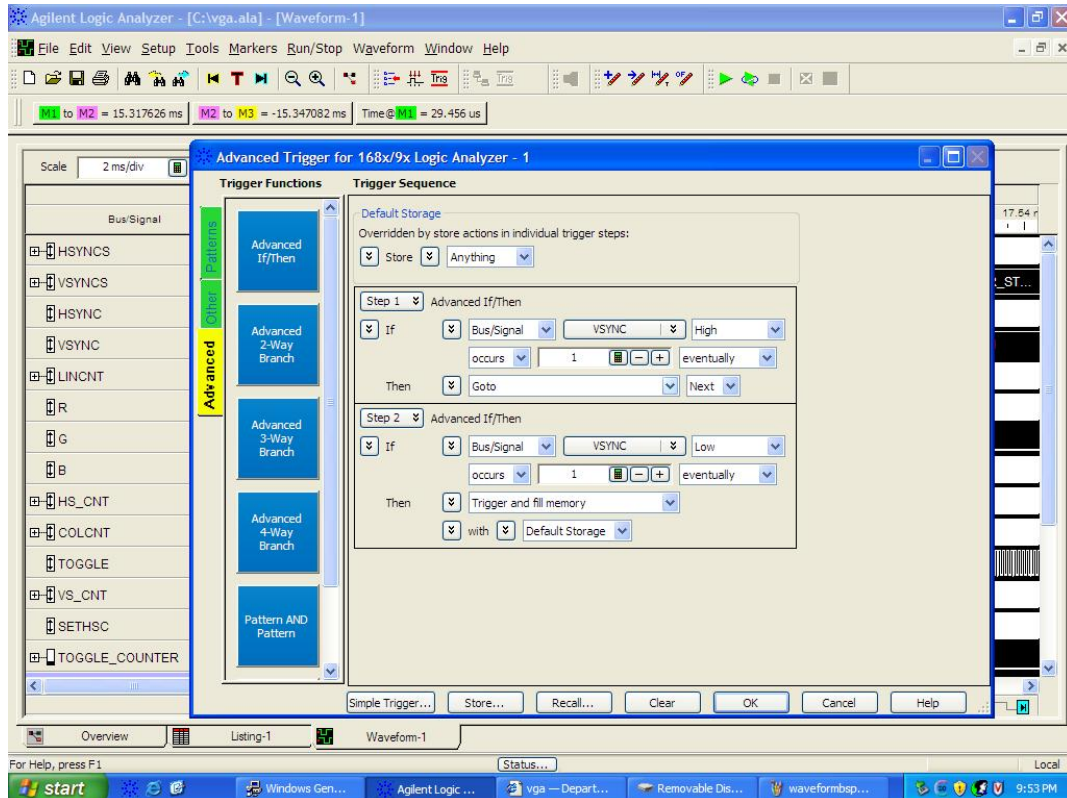 Agilent Logic Analyzer - [C:\vga.ala] - [Waveform-1]
File Edit View Setup Tools Markers Run/Stop Waveform Window Help
M1 to M2 = 15.317626 ms M2 to M3 = -15.347082 ms Time@M1 = 29.456 us
Scale 2 ms/div
Bus/Signal
HSYNCS
VSYNCS
HSYNC
VSYNC
LINCNT
R
G
B
HS_CNT
COLCNT
TOGGLE
VS_CNT
SETHSC
TOGGLE_COUNTER
Advanced Trigger for 168x/9x Logic Analyzer - 1
Trigger Functions Trigger Sequence
Patterns
Other
Advanced
Advanced
If/Then
Advanced
2-Way
Branch
Advanced
3-Way
Branch
Advanced
4-Way
Branch
Pattern AND
Pattern
Default Storage
Overridden by store actions in individual trigger steps:
Store Anything
Step 1 Advanced If/Then
If Bus/Signal VSYNC High
occurs 1 eventually
Then Goto Next
Step 2 Advanced If/Then
If Bus/Signal VSYNC Low
occurs 1 eventually
Then Trigger and fill memory
with Default Storage
Simple Trigger... Store... Recall... Clear OK Cancel Help
Overview Listing-1 Waveform-1
For Help, press F1 Status... Local
start Windows Gen... Agilent Logic ... vga — Depart... Removable Dis... waveformbsp... 9:53 PM